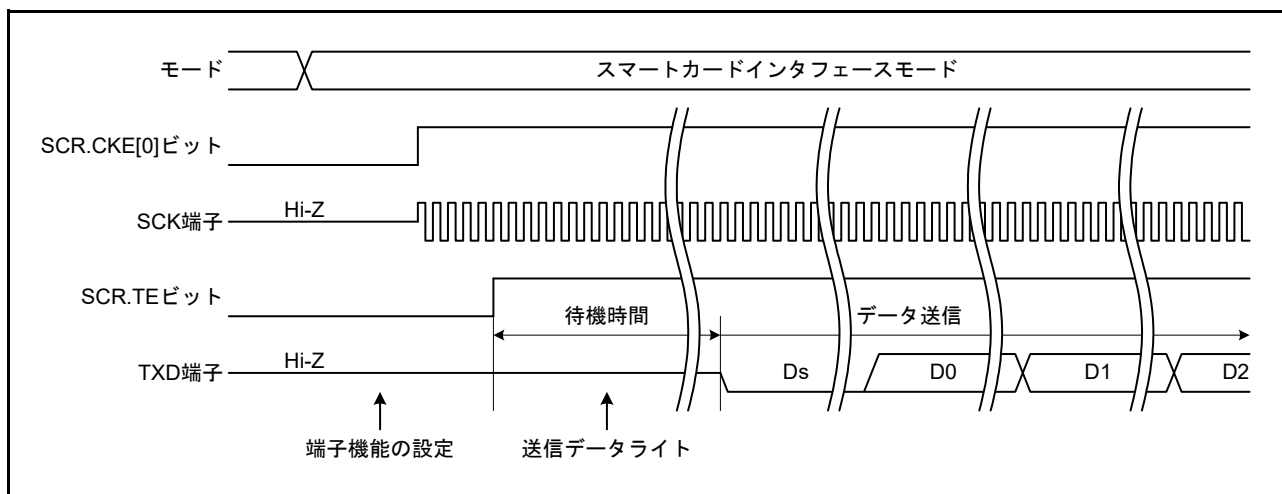 モード
スマートカードインタフェースモード
SCR.CKE[0]ビット
SCK端子
Hi-Z
SCR.TEビット
待機時間
データ送信
TXD端子
Hi-Z
Ds
D0
D1
D2
端子機能の設定
送信データライト